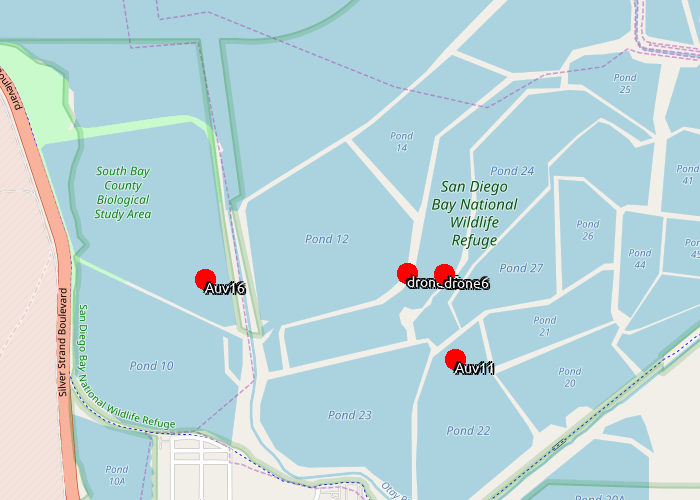 Pond
25
Pond
14
Boulevard
South Bay
County
Biological
Study Area
Pond 24
Pond
41
San Diego
Bay National
Wildlife
Refuge
Pond 12
Pond
26
Pond
44
Pond 27
drone
drone6
Auv16
Pond
21
Silver Strand Boulevard
San Diego Bay National Wildlife Refuge
Pond 10
Auv11
Pond
20
Pond 23
Pond 22
Pond
10A
Pond 20A